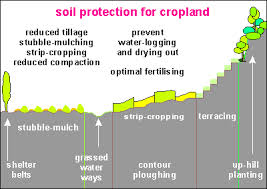 soil protection for cropland
reduced tillage
stubble-mulching
strip-cropping
reduced compaction
prevent
water-logging
and drying out
optimal fertilising
stubble-mulch
strip-cropping
terracing
shelter
belts
grassed
water
ways
contour
ploughing
up-hill
planting